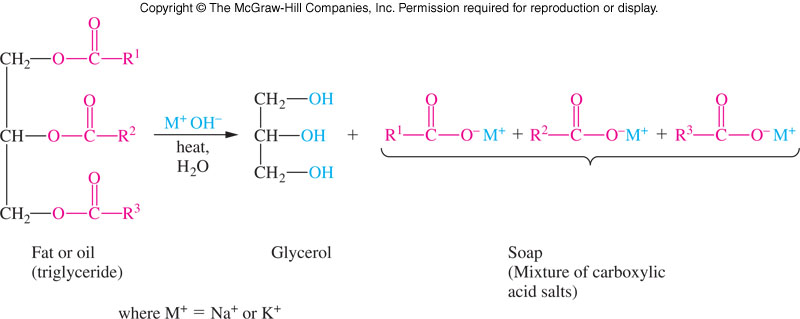 Copyright © The McGraw-Hill Companies, Inc. Permission required for reproduction or display.
O
CH₂—O—C—R¹
O
CH—O—C—R²
O
CH₂—O—C—R³
M⁺ OH⁻
heat,
H₂O
CH₂—OH
CH—OH
CH₂—OH
+
O O O
R¹—C—O⁻ M⁺ + R²—C—O⁻ M⁺ + R³—C—O⁻ M⁺
Fat or oil
(triglyceride)
Glycerol
Soap
(Mixture of carboxylic
acid salts)
where M⁺ = Na⁺ or K⁺